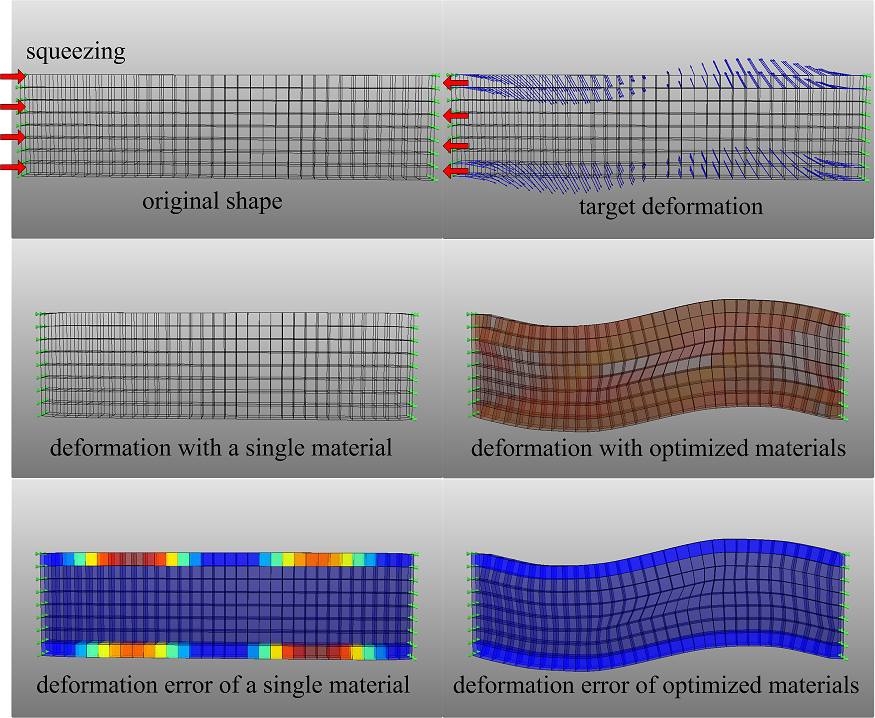 squeezing
original shape
target deformation
deformation with a single material
deformation with optimized materials
deformation error of a single material
deformation error of optimized materials